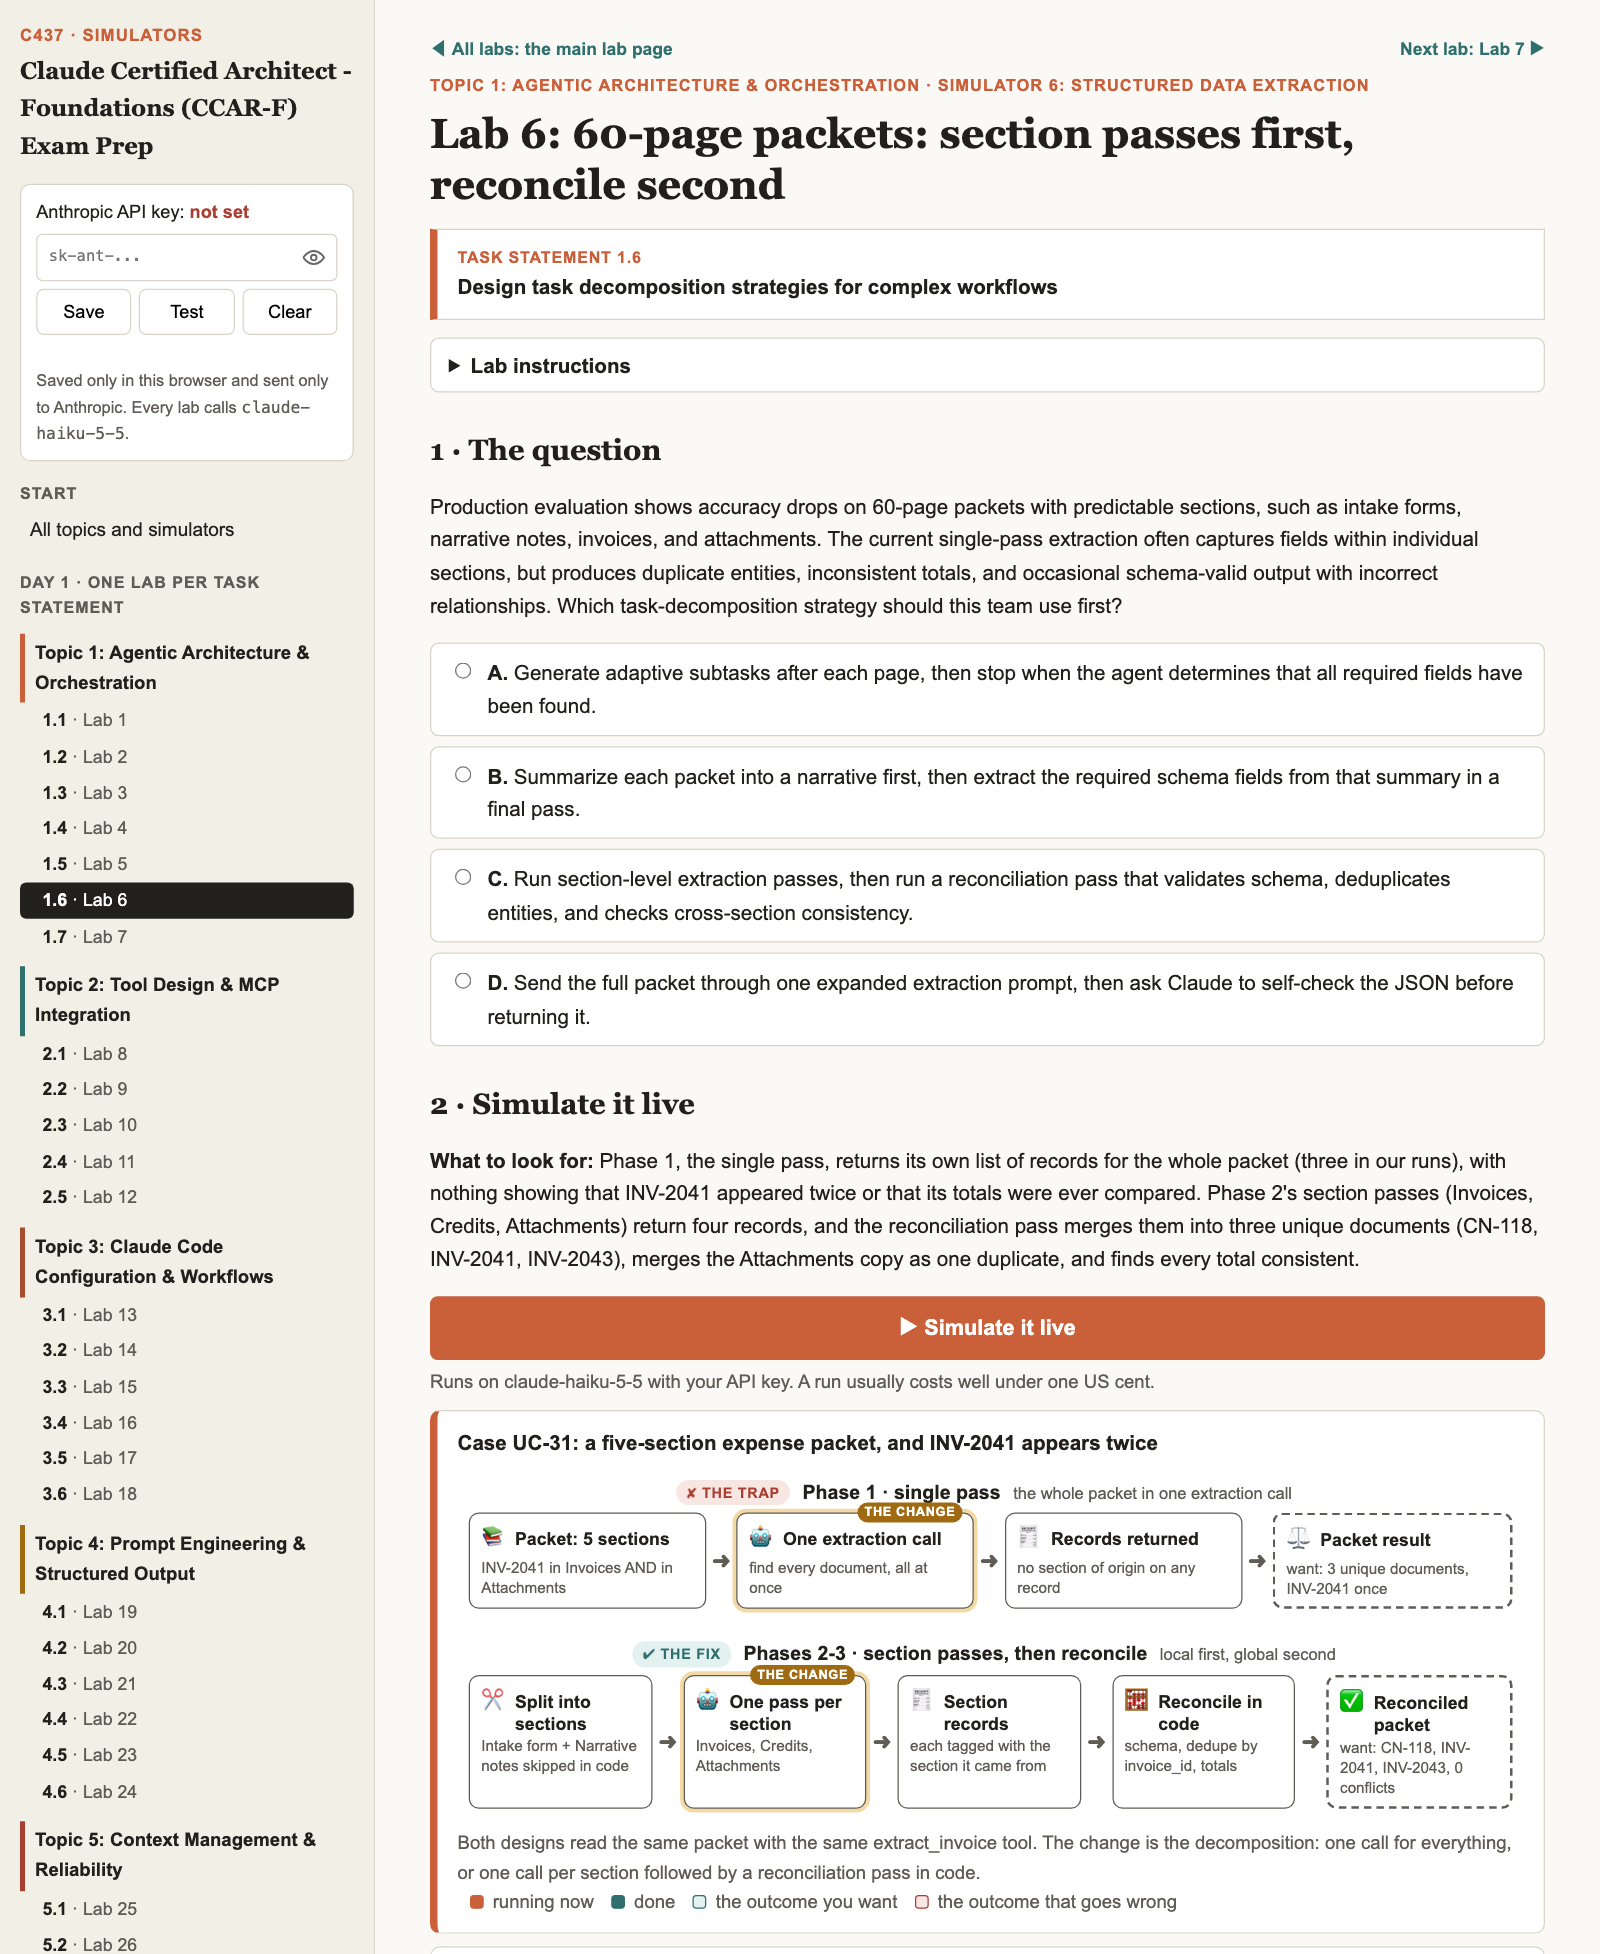 C437 · SIMULATORS
Claude Certified Architect -
Foundations (CCAR-F)
Exam Prep
Anthropic API key: not set
sk-ant-...
Save
Test
Clear
Saved only in this browser and sent only
to Anthropic. Every lab calls claude-
haiku-5-5.
START
All topics and simulators
DAY 1 · ONE LAB PER TASK
STATEMENT
Topic 1: Agentic Architecture &
Orchestration
1.1 · Lab 1
1.2 · Lab 2
1.3 · Lab 3
1.4 · Lab 4
1.5 · Lab 5
1.6 · Lab 6
1.7 · Lab 7
Topic 2: Tool Design & MCP
Integration
2.1 · Lab 8
2.2 · Lab 9
2.3 · Lab 10
2.4 · Lab 11
2.5 · Lab 12
Topic 3: Claude Code
Configuration & Workflows
3.1 · Lab 13
3.2 · Lab 14
3.3 · Lab 15
3.4 · Lab 16
3.5 · Lab 17
3.6 · Lab 18
Topic 4: Prompt Engineering &
Structured Output
4.1 · Lab 19
4.2 · Lab 20
4.3 · Lab 21
4.4 · Lab 22
4.5 · Lab 23
4.6 · Lab 24
Topic 5: Context Management &
Reliability
5.1 · Lab 25
5.2 · Lab 26
◀ All labs: the main lab page
Next lab: Lab 7 ▶
TOPIC 1: AGENTIC ARCHITECTURE & ORCHESTRATION · SIMULATOR 6: STRUCTURED DATA EXTRACTION
Lab 6: 60-page packets: section passes first,
reconcile second
TASK STATEMENT 1.6
Design task decomposition strategies for complex workflows
▶ Lab instructions
1 · The question
Production evaluation shows accuracy drops on 60-page packets with predictable sections, such as intake forms,
narrative notes, invoices, and attachments. The current single-pass extraction often captures fields within individual
sections, but produces duplicate entities, inconsistent totals, and occasional schema-valid output with incorrect
relationships. Which task-decomposition strategy should this team use first?
A. Generate adaptive subtasks after each page, then stop when the agent determines that all required fields have
been found.
B. Summarize each packet into a narrative first, then extract the required schema fields from that summary in a
final pass.
C. Run section-level extraction passes, then run a reconciliation pass that validates schema, deduplicates
entities, and checks cross-section consistency.
D. Send the full packet through one expanded extraction prompt, then ask Claude to self-check the JSON before
returning it.
2 · Simulate it live
What to look for: Phase 1, the single pass, returns its own list of records for the whole packet (three in our runs), with
nothing showing that INV-2041 appeared twice or that its totals were ever compared. Phase 2's section passes (Invoices,
Credits, Attachments) return four records, and the reconciliation pass merges them into three unique documents (CN-118,
INV-2041, INV-2043), merges the Attachments copy as one duplicate, and finds every total consistent.
▶ Simulate it live
Runs on claude-haiku-5-5 with your API key. A run usually costs well under one US cent.
Case UC-31: a five-section expense packet, and INV-2041 appears twice
✘ THE TRAP Phase 1 · single pass the whole packet in one extraction call
THE CHANGE
Packet: 5 sections
INV-2041 in Invoices AND in
Attachments
➜
One extraction call
find every document, all at
once
➜
Records returned
no section of origin on any
record
➜
Packet result
want: 3 unique documents,
INV-2041 once
✔ THE FIX Phases 2-3 · section passes, then reconcile local first, global second
THE CHANGE
Split into
sections
Intake form + Narrative
notes skipped in code
➜
One pass per
section
Invoices, Credits,
Attachments
➜
Section
records
each tagged with the
section it came from
➜
Reconcile in
code
schema, dedupe by
invoice_id, totals
➜
Reconciled
packet
want: CN-118, INV-
2041, INV-2043, 0
conflicts
Both designs read the same packet with the same extract_invoice tool. The change is the decomposition: one call for everything,
or one call per section followed by a reconciliation pass in code.
running now done the outcome you want the outcome that goes wrong